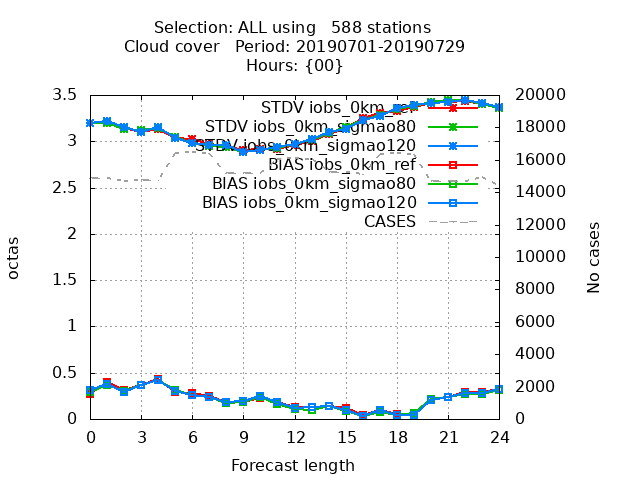 Selection: ALL using   588 stations
Cloud cover   Period: 20190701-20190729
Hours: {00}
3.5
3
2.5
2
1.5
1
0.5
0
octas
20000
18000
16000
14000
12000
10000
8000
6000
4000
2000
0
No cases
STDV iobs_0km_ref
STDV iobs_0km_sigmao80
STDV iobs_0km_sigmao120
BIAS iobs_0km_ref
BIAS iobs_0km_sigmao80
BIAS iobs_0km_sigmao120
CASES
0 3 6 9 12 15 18 21 24
Forecast length